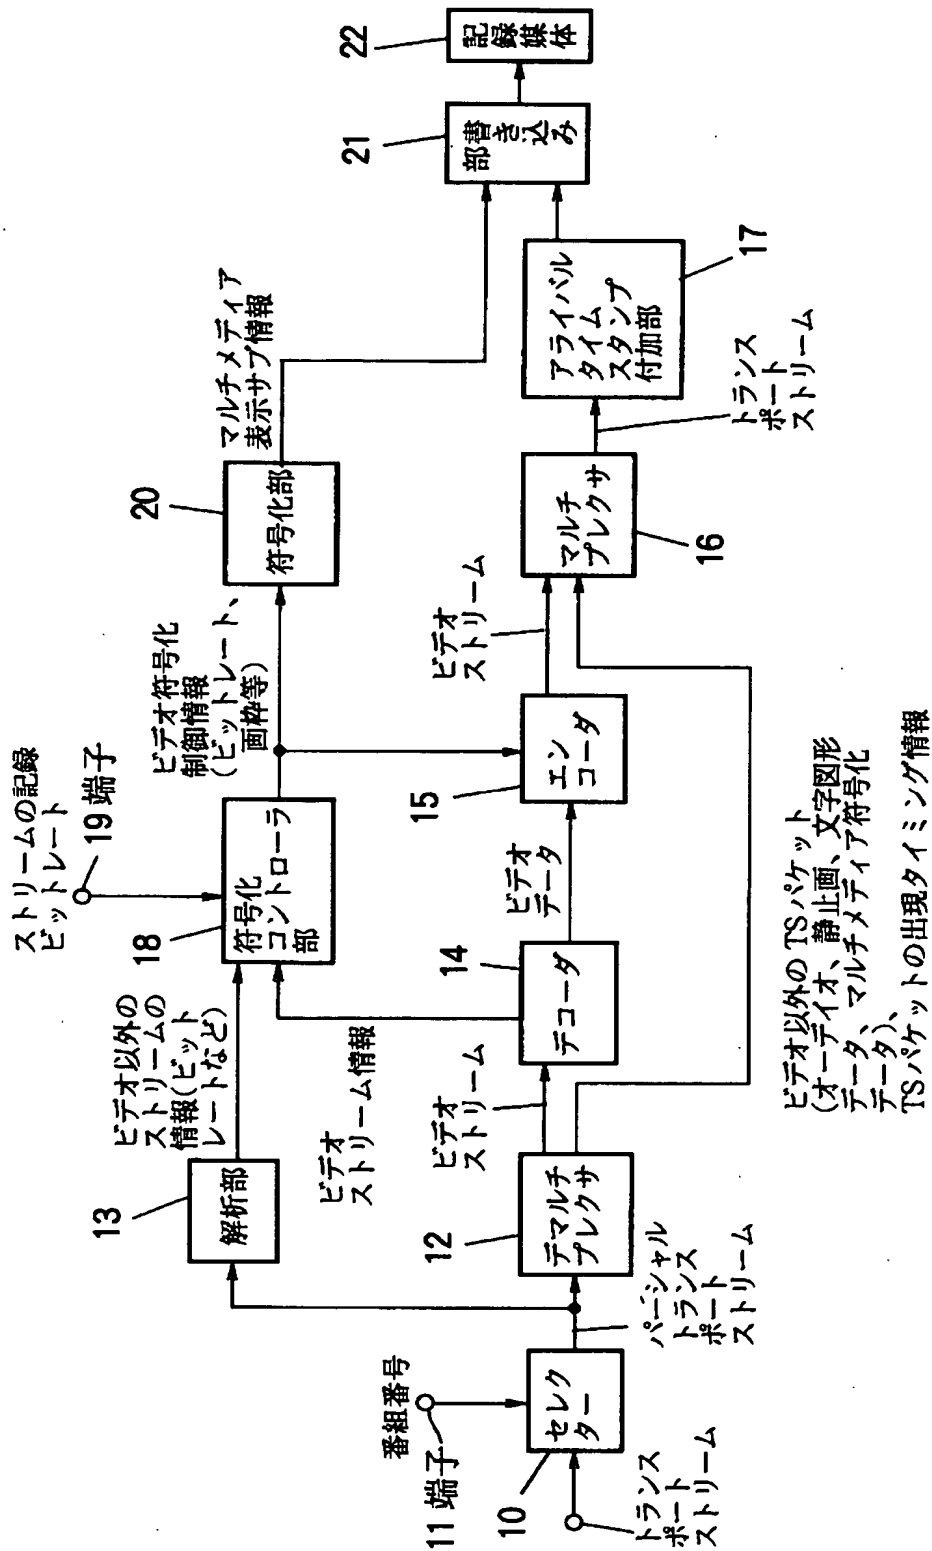 トランス
ポート
ストリーム
10
セレク
ター
11 端子
番組番号
パーシャル
トランス
ポート
ストリーム
12
デマルチ
プレクサ
13
解析部
ビデオ以外の
ストリームの
情報(ビット
レートなど)
ビデオ
ストリーム情報
ビデオ
ストリーム
14
デコーダ
ビデオ
データ
15
エン
コーダ
18
符号化
コントローラ
部
19 端子
ストリームの記録
ビットレート
ビデオ符号化
制御情報
(ビットレート、
画枠等)
20
符号化部
マルチメディア
表示サブ情報
ビデオ
ストリーム
16
マルチ
プレクサ
トランス
ポート
ストリーム
17
アライバル
タイム
スタンプ
付加部
21
書き込み
部
22
記録
媒体
ビデオ以外のTSパケット
(オーディオ、静止画、文字図形
データ、マルチメディア符号化
データ)、
TSパケットの出現タイミング情報